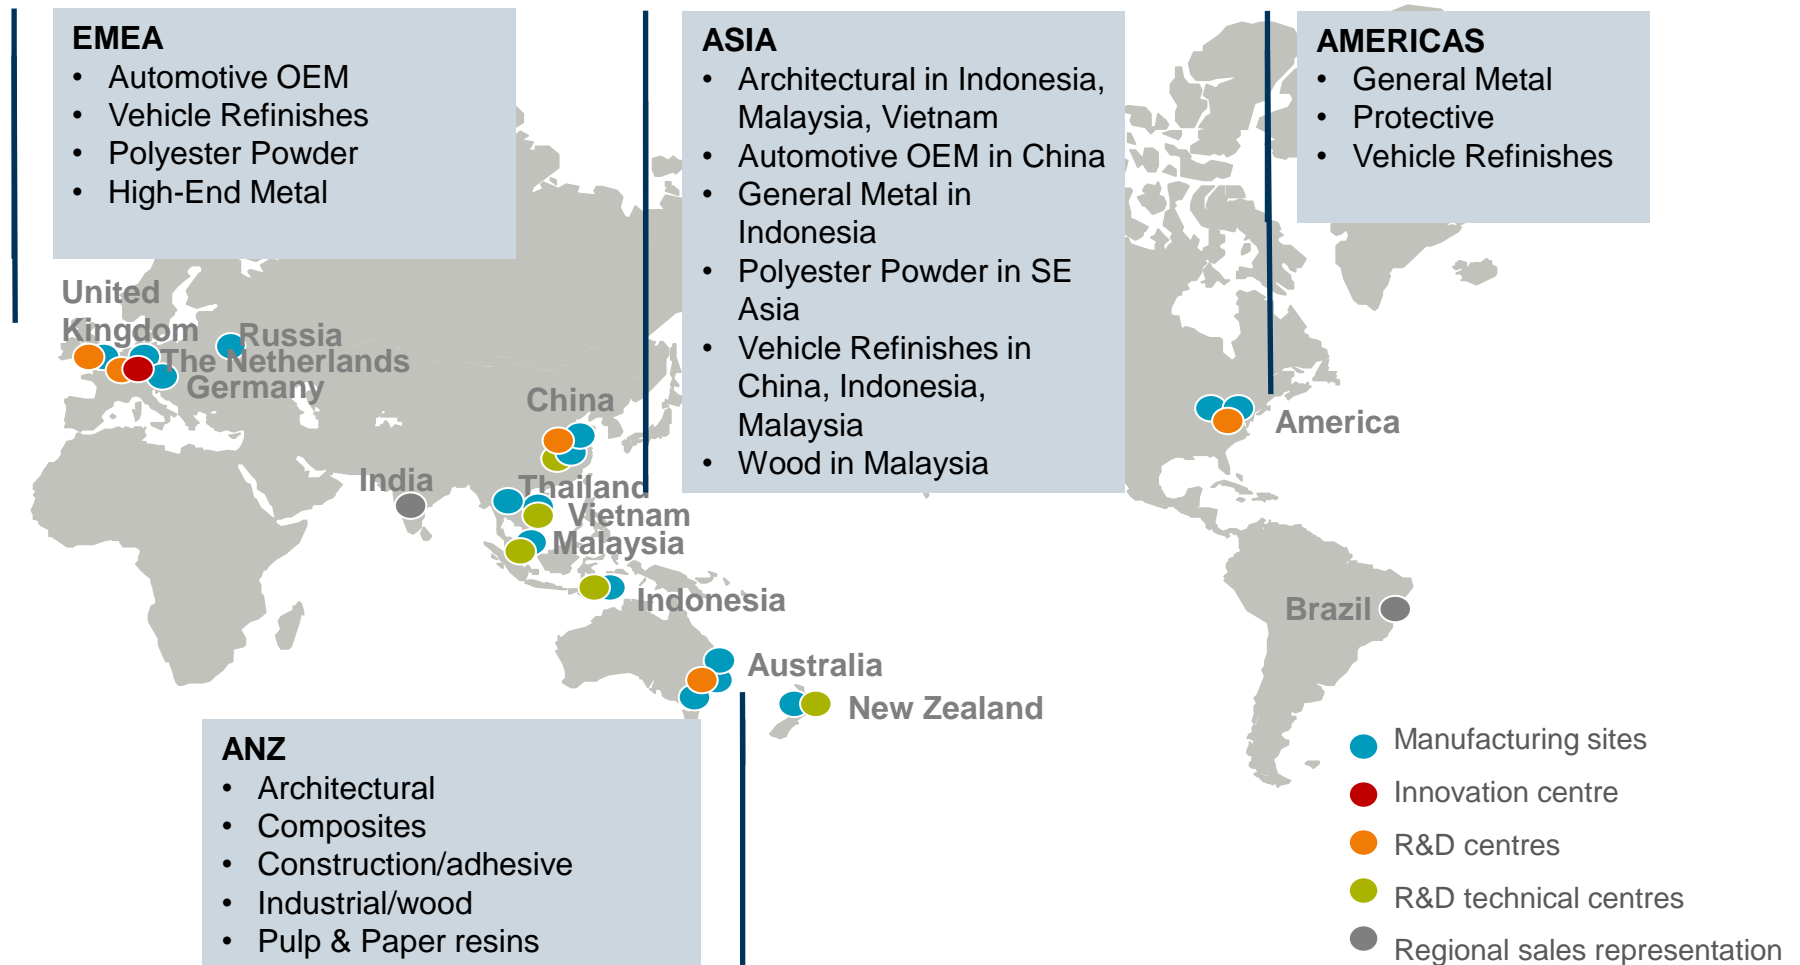 EMEA
• Automotive OEM
• Vehicle Refinishes
• Polyester Powder
• High-End Metal
ASIA
• Architectural in Indonesia,
Malaysia, Vietnam
• Automotive OEM in China
• General Metal in
Indonesia
• Polyester Powder in SE
Asia
• Vehicle Refinishes in
China, Indonesia,
Malaysia
• Wood in Malaysia
AMERICAS
• General Metal
• Protective
• Vehicle Refinishes
United
Kingdom
Russia
The Netherlands
Germany
China
India
Thailand
Vietnam
Malaysia
Indonesia
America
Brazil
Australia
New Zealand
ANZ
• Architectural
• Composites
• Construction/adhesive
• Industrial/wood
• Pulp & Paper resins
Manufacturing sites
Innovation centre
R&D centres
R&D technical centres
Regional sales representation